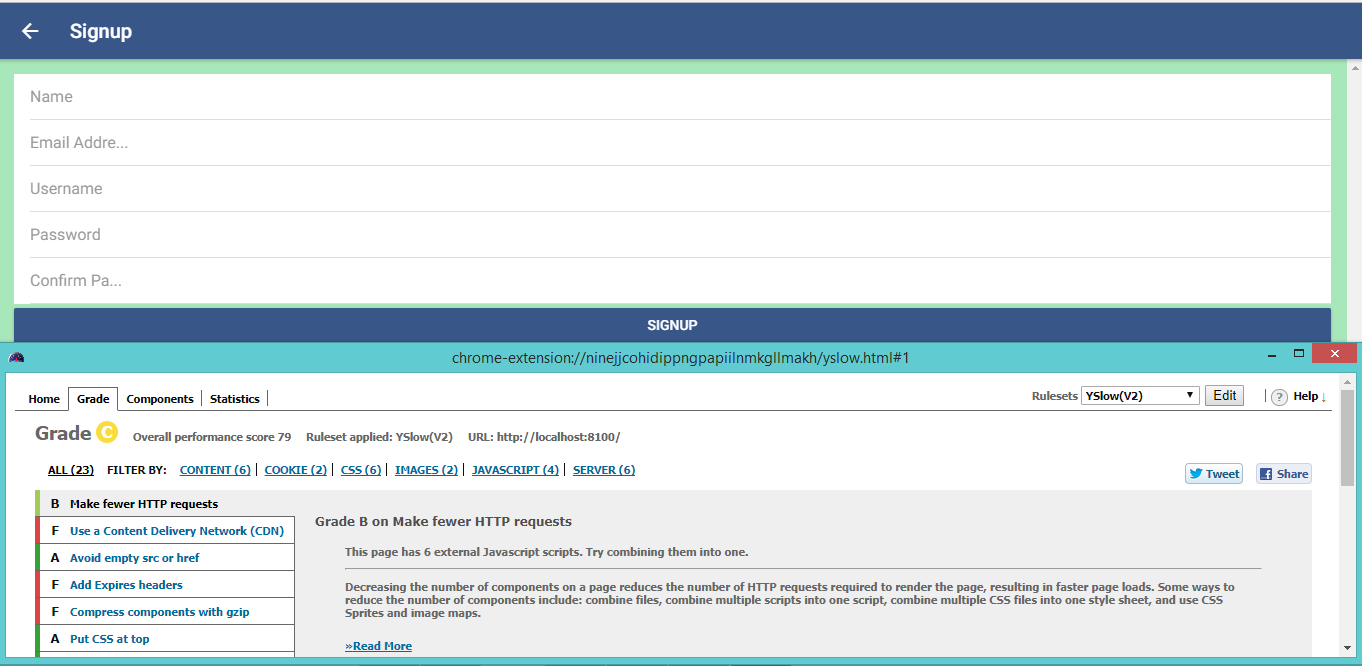 Signup
Name
Email Addre...
Username
Password
Confirm Pa...
SIGNUP
chrome-extension://ninejjcohidippngpapiilnmkgllmakh/yslow.html#1
Home Grade Components Statistics Rulesets YSlow(V2) Edit ? Help ↓
Grade C Overall performance score 79 Ruleset applied: YSlow(V2) URL: http://localhost:8100/
ALL (23) FILTER BY: CONTENT (6) COOKIE (2) CSS (6) IMAGES (2) JAVASCRIPT (4) SERVER (6)
Tweet Share
B Make fewer HTTP requests
F Use a Content Delivery Network (CDN)
A Avoid empty src or href
F Add Expires headers
F Compress components with gzip
A Put CSS at top
Grade B on Make fewer HTTP requests
This page has 6 external Javascript scripts. Try combining them into one.
Decreasing the number of components on a page reduces the number of HTTP requests required to render the page, resulting in faster page loads. Some ways to
reduce the number of components include: combine files, combine multiple scripts into one script, combine multiple CSS files into one style sheet, and use CSS
Sprites and image maps.
»Read More